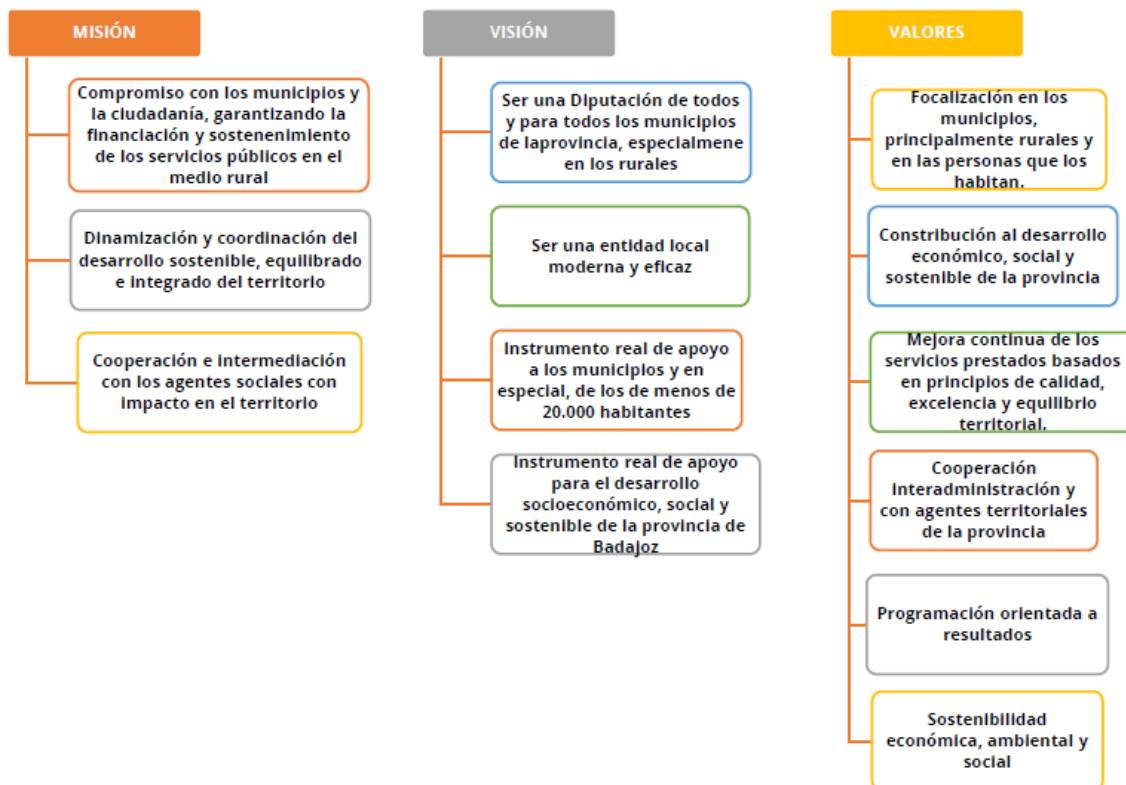 MISIÓN
Compromiso con los municipios y
la ciudadanía, garantizando la
financiación y sostenenimiento
de los servicios públicos en el
medio rural
Dinamización y coordinación del
desarrollo sostenible, equilibrado
e integrado del territorio
Cooperación e intermediación
con los agentes sociales con
impacto en el territorio
VISIÓN
Ser una Diputación de todos
y para todos los municipios
de laprovincia, especialmene
en los rurales
Ser una entidad local
moderna y eficaz
Instrumento real de apoyo
a los municipios y en
especial, de los de menos de
20.000 habitantes
Instrumento real de apoyo
para el desarrollo
socioeconómico, social y
sostenible de la provincia de
Badajoz
VALORES
Focalización en los
municipios,
principalmente rurales y
en las personas que los
habitan.
Constribución al desarrollo
económico, social y
sostenible de la provincia
Mejora continua de los
servicios prestados basados
en principios de calidad,
excelencia y equilibrio
territorial.
Cooperación
interadministración y
con agentes territoriales
de la provincia
Programación orientada a
resultados
Sostenibilidad
económica, ambiental y
social